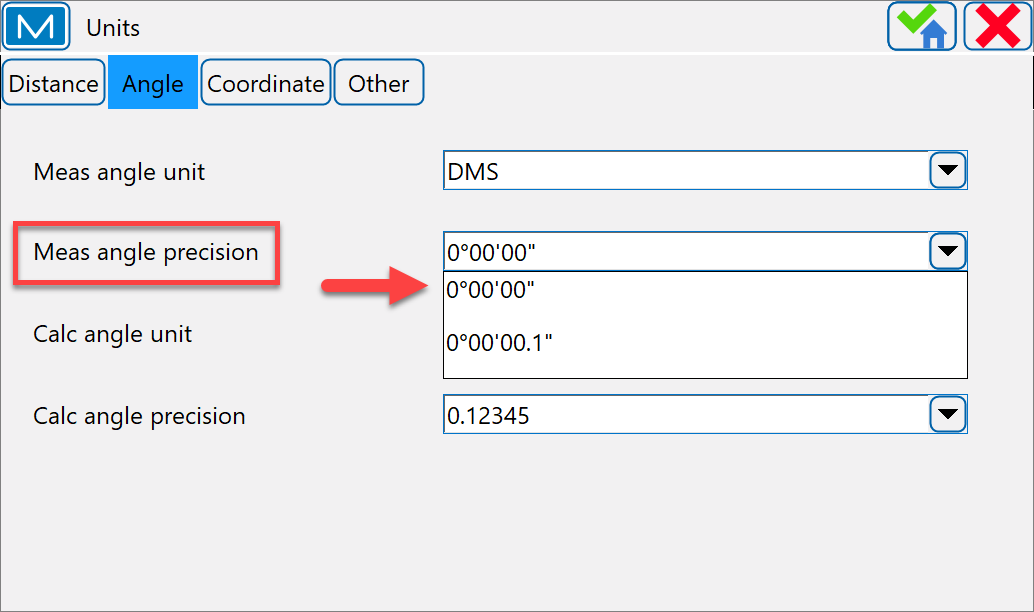 Units
Distance Angle Coordinate Other
Meas angle unit DMS
Meas angle precision 0°00'00"
0°00'00"
Calc angle unit 0°00'00.1"
Calc angle precision 0.12345